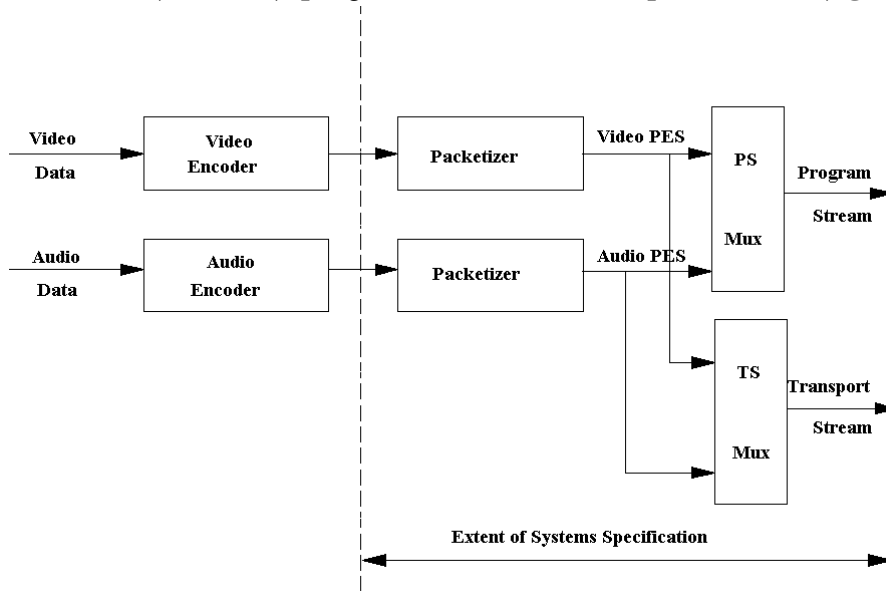 Video
Data
Video
Encoder
Packetizer
Video PES
PS
Mux
Program
Stream
Audio
Data
Audio
Encoder
Packetizer
Audio PES
TS
Mux
Transport
Stream
Extent of Systems Specification